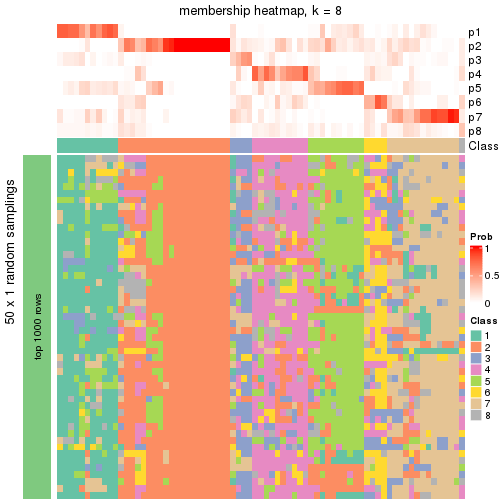 membership heatmap, k = 8
p1
p2
p3
p4
p5
p6
p7
p8
Class
50 x 1 random samplings
top 1000 rows
Prob
1
0.5
0
Class
1
2
3
4
5
6
7
8